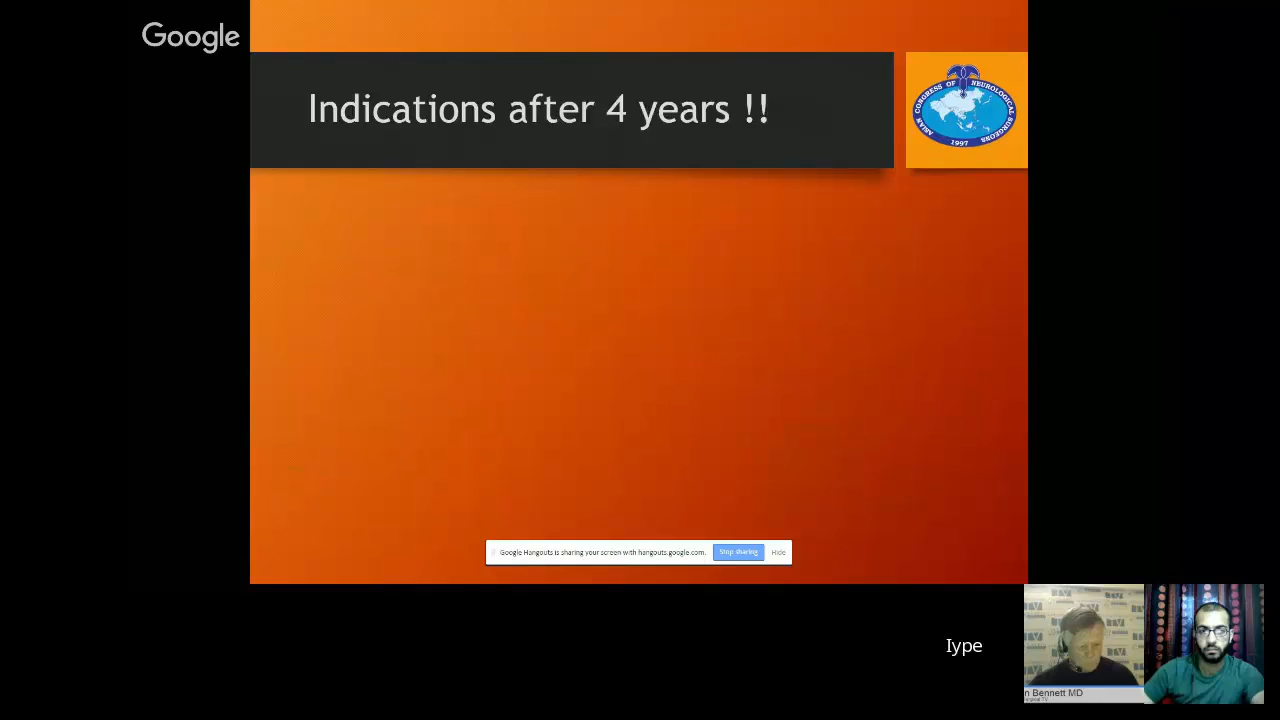 Google
Indications after 4 years !!
ASIAN CONGRESS OF NEUROLOGICAL SURGEONS
1997
Google Hangouts is sharing your screen with hangouts.google.com. Stop sharing Hide
Iype
n Bennett MD